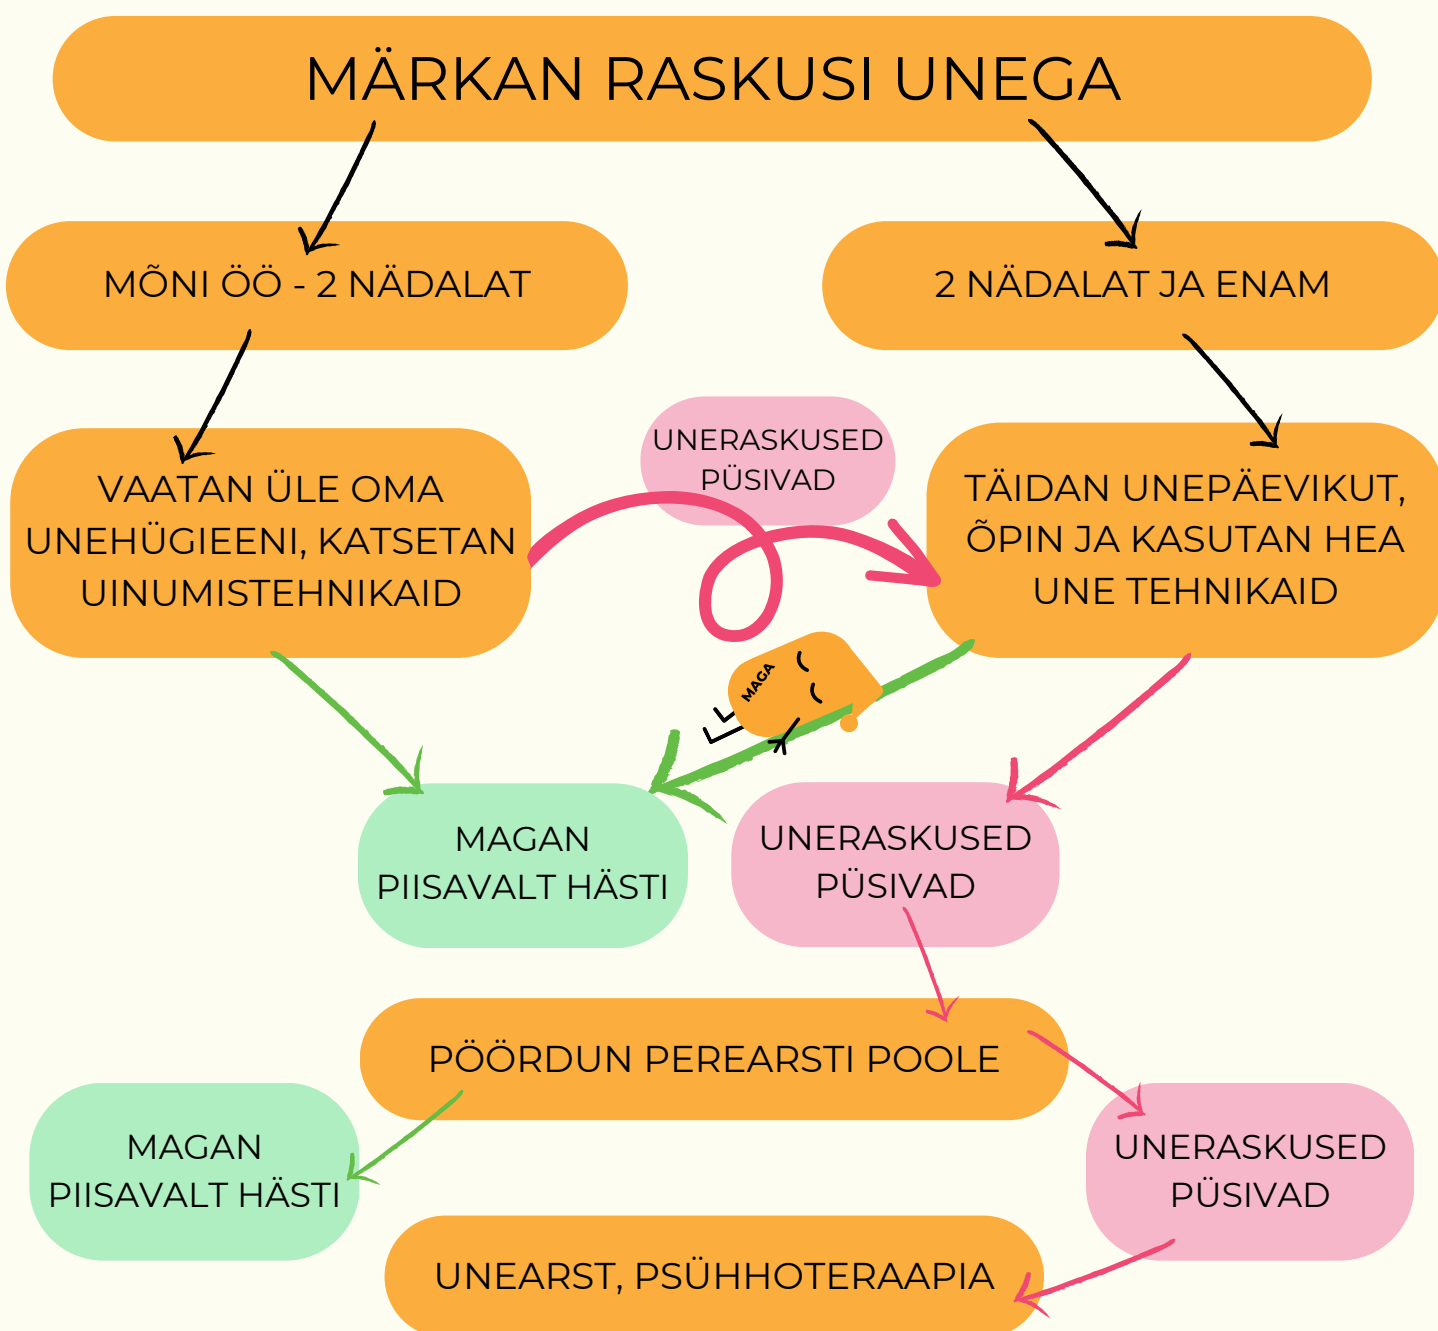 MÄRKAN RASKUSI UNEGA
MÕNI ÖÖ - 2 NÄDALAT
2 NÄDALAT JA ENAM
UNERASKUSED
PÜSIVAD
VAATAN ÜLE OMA
UNEHÜGIEENI, KATSETAN
UINUMISTEHNIKAID
TÄIDAN UNEPÄEVIKUT,
ÕPIN JA KASUTAN HEA
UNE TEHNIKAID
MAGA
MAGAN
PIISAVALT HÄSTI
UNERASKUSED
PÜSIVAD
PÖÖRDUN PEREARSTI POOLE
MAGAN
PIISAVALT HÄSTI
UNERASKUSED
PÜSIVAD
UNEARST, PSÜHHOTERAAPIA